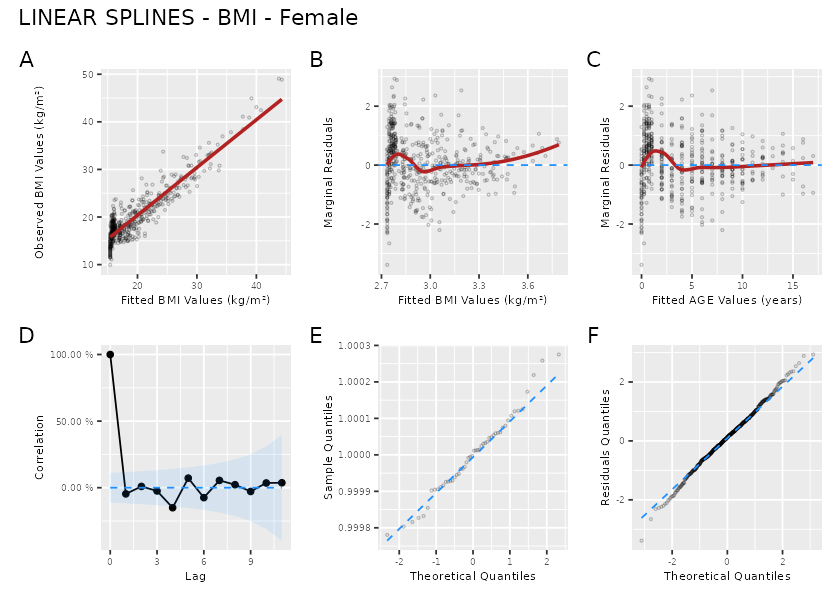 LINEAR SPLINES - BMI - Female
A
Observed BMI Values (kg/m²)
50
40
30
20
10
20
30
40
Fitted BMI Values (kg/m²)
B
Marginal Residuals
2
0
-2
2.7
3.0
3.3
3.6
Fitted BMI Values (kg/m²)
C
Marginal Residuals
2
0
-2
0
5
10
15
Fitted AGE Values (years)
D
Correlation
100.00 %
50.00 %
0.00 %
0
3
6
9
Lag
E
Sample Quantiles
1.0003
1.0002
1.0001
1.0000
0.9999
0.9998
-2
-1
0
1
2
Theoretical Quantiles
F
Residuals Quantiles
2
0
-2
-2
0
2
Theoretical Quantiles